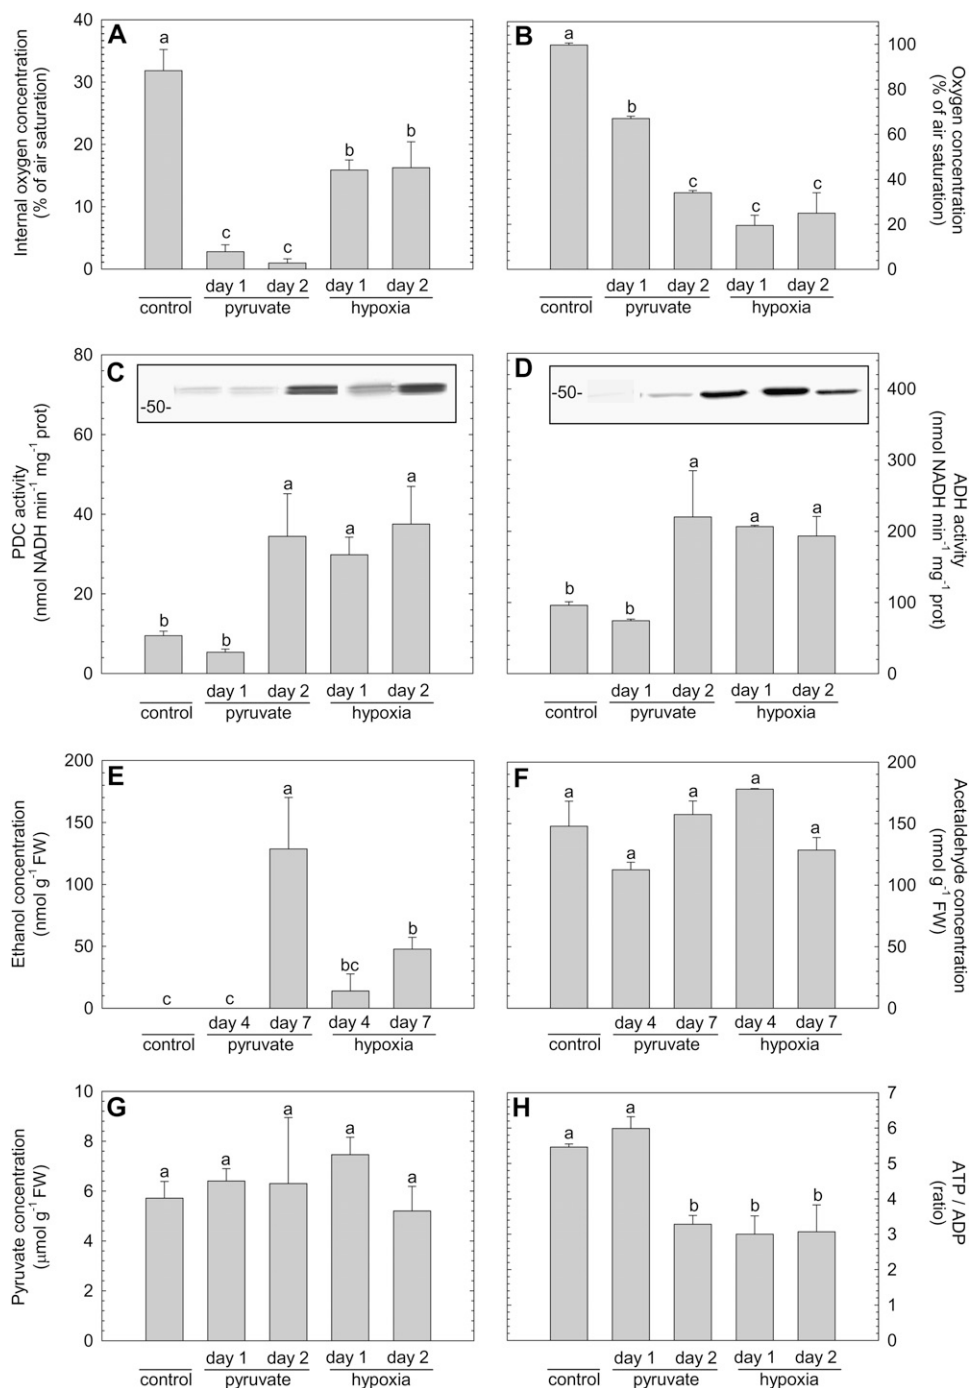 A
Internal oxygen concentration
(% of air saturation)
40
30
20
10
0
a
c
c
b
b
day 1 day 2 day 1 day 2
control pyruvate hypoxia
B
Oxygen concentration
(% of air saturation)
100
80
60
40
20
0
a
b
c
c
c
day 1 day 2 day 1 day 2
control pyruvate hypoxia
C
PDC activity
(nmol NADH min⁻¹ mg⁻¹ prot)
80
60
40
20
0
-50-
b
b
a
a
a
day 1 day 2 day 1 day 2
control pyruvate hypoxia
D
ADH activity
(nmol NADH min⁻¹ mg⁻¹ prot)
400
300
200
100
0
-50-
b
b
a
a
a
day 1 day 2 day 1 day 2
control pyruvate hypoxia
E
Ethanol concentration
(nmol g⁻¹ FW)
200
150
100
50
0
c
c
a
bc
b
day 4 day 7 day 4 day 7
control pyruvate hypoxia
F
Acetaldehyde concentration
(nmol g⁻¹ FW)
200
150
100
50
0
a
a
a
a
a
day 4 day 7 day 4 day 7
control pyruvate hypoxia
G
Pyruvate concentration
(μmol g⁻¹ FW)
10
8
6
4
2
0
a
a
a
a
a
day 1 day 2 day 1 day 2
control pyruvate hypoxia
H
ATP / ADP
(ratio)
7
6
5
4
3
2
1
0
a
a
b
b
b
day 1 day 2 day 1 day 2
control pyruvate hypoxia